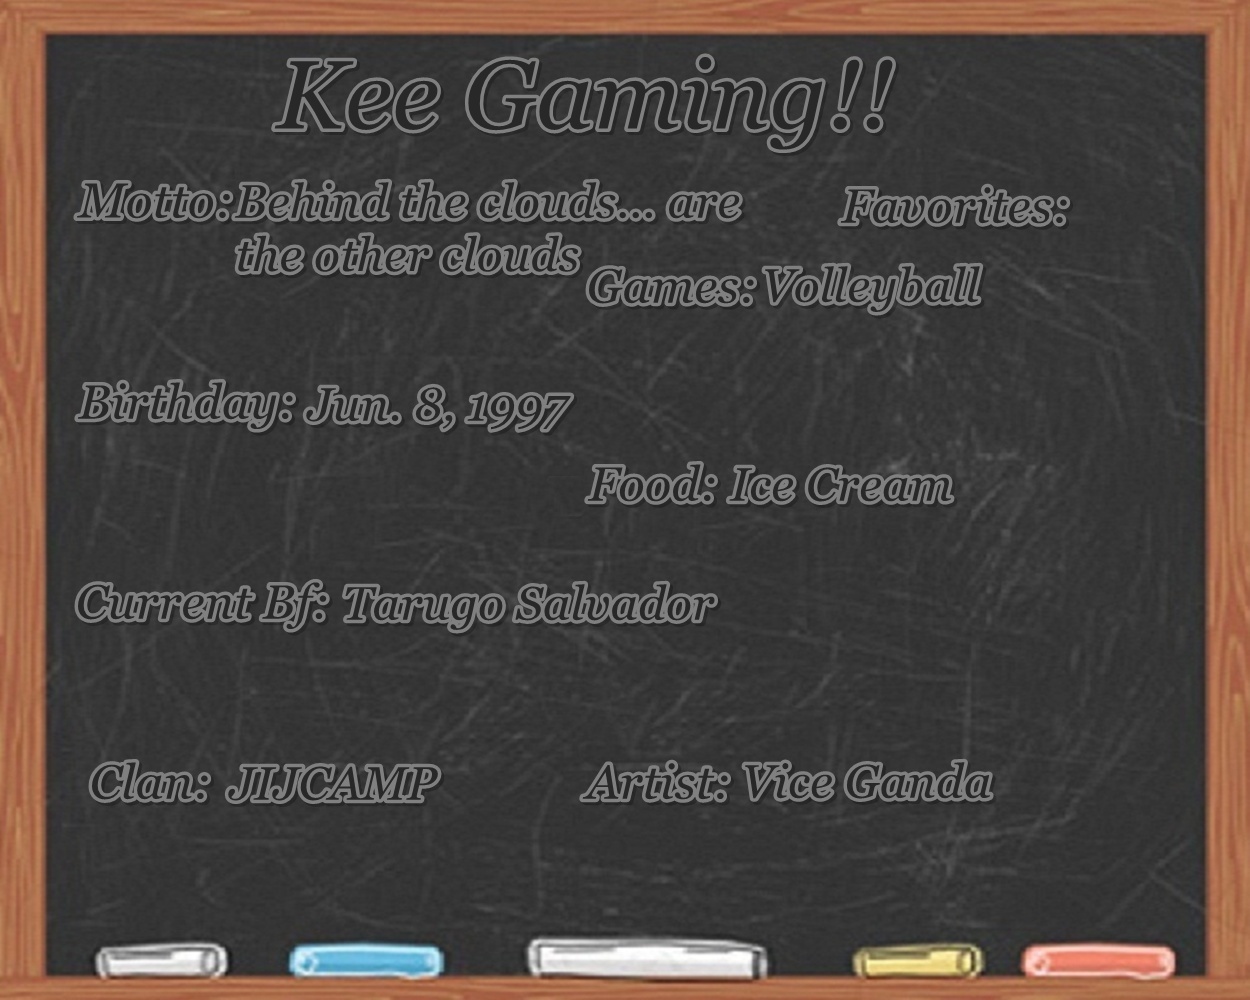 Kee Gaming!!
Motto: Behind the clouds... are
the other clouds
Favorites:
Games: Volleyball
Birthday: Jun. 8, 1997
Food: Ice Cream
Current Bf: Tarugo Salvador
Clan: JIJCAMP
Artist: Vice Ganda